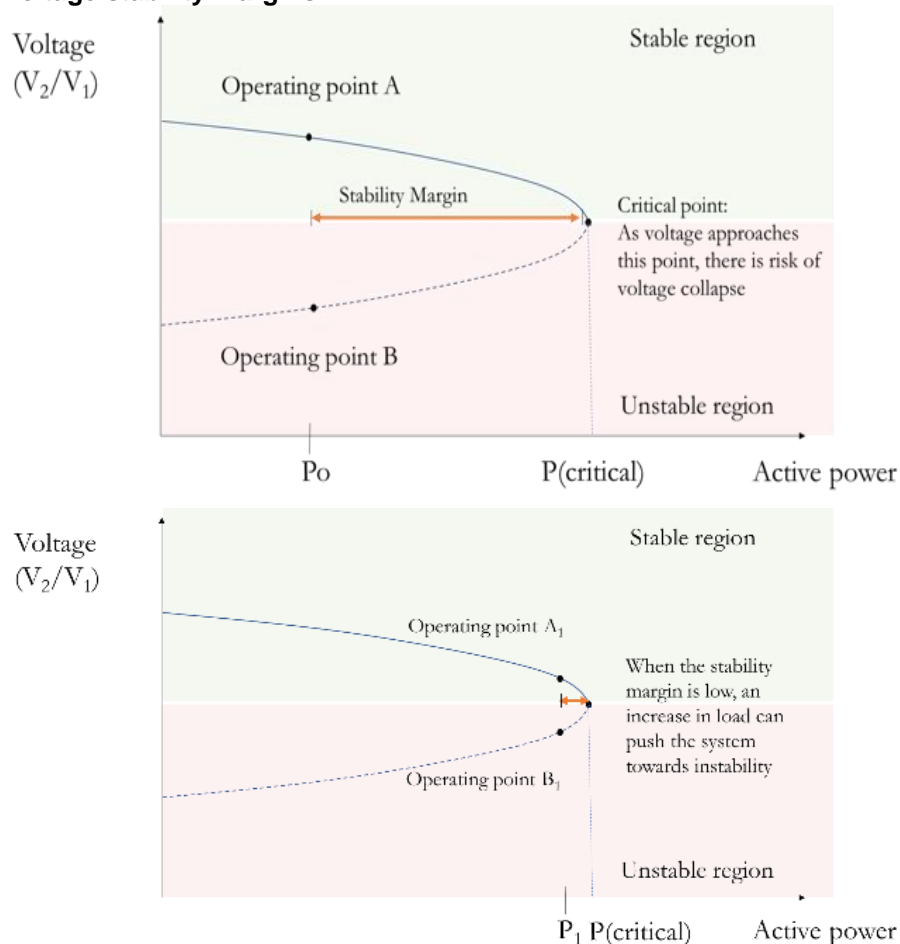 Voltage Stability Margins
Voltage
(V₂/V₁)
Stable region
Operating point A
Stability Margin
Critical point:
As voltage approaches
this point, there is risk of
voltage collapse
Operating point B
Unstable region
Po
P(critical)
Active power
Voltage
(V₂/V₁)
Stable region
Operating point A₁
When the stability
margin is low, an
increase in load can
push the system
towards instability
Operating point B₁
Unstable region
P₁ P(critical)
Active power